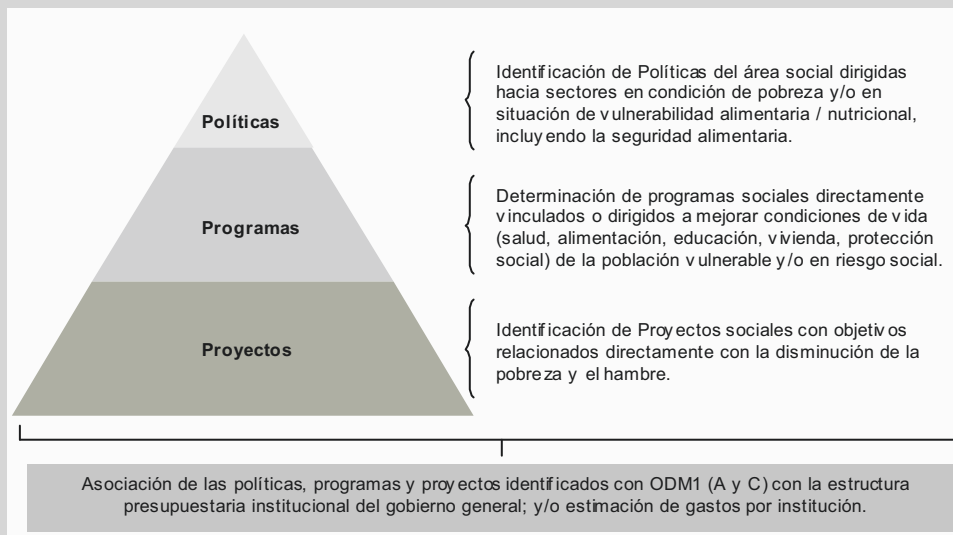 Políticas
Identificación de Políticas del área social dirigidas
hacia sectores en condición de pobreza y/o en
situación de vulnerabilidad alimentaria / nutricional,
incluyendo la seguridad alimentaria.
Programas
Determinación de programas sociales directamente
vinculados o dirigidos a mejorar condiciones de vida
(salud, alimentación, educación, vivienda, protección
social) de la población vulnerable y/o en riesgo social.
Proyectos
Identificación de Proyectos sociales con objetivos
relacionados directamente con la disminución de la
pobreza y el hambre.
Asociación de las políticas, programas y proyectos identificados con ODM1 (A y C) con la estructura
presupuestaria institucional del gobierno general; y/o estimación de gastos por institución.